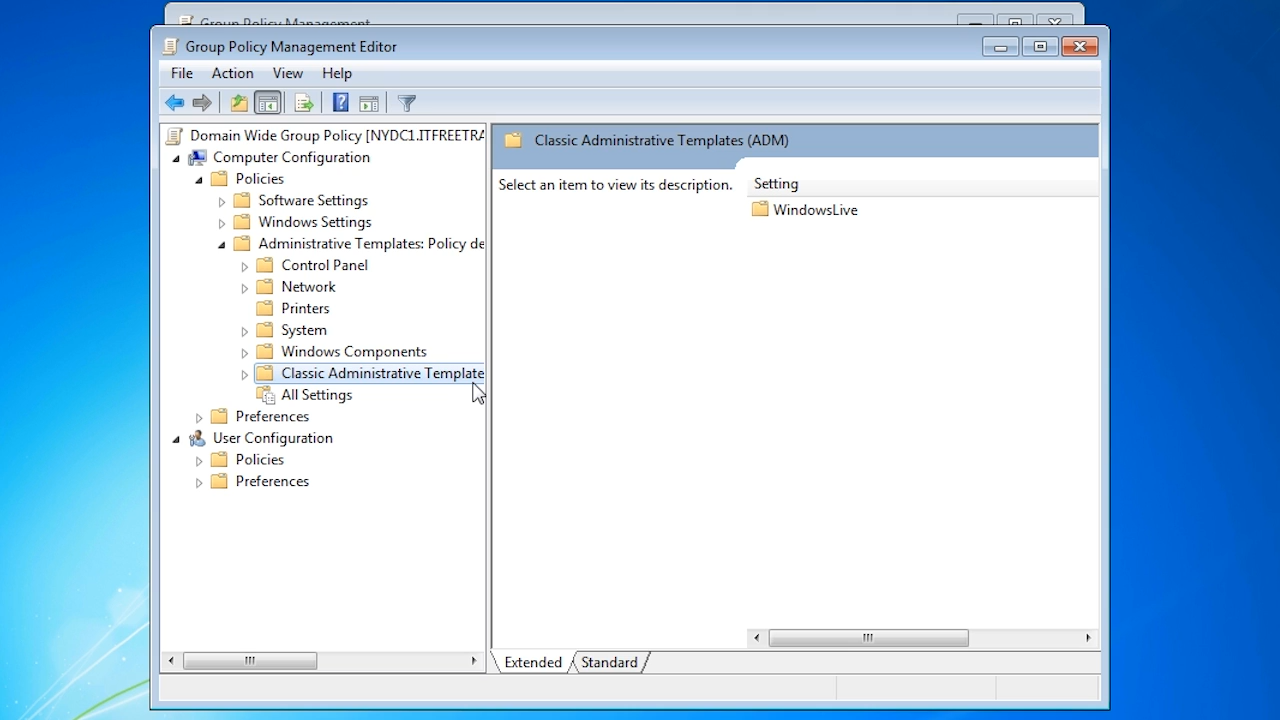 Group Policy Management
Group Policy Management Editor
File Action View Help
Domain Wide Group Policy [NYDC1.ITFREETRA
Computer Configuration
Policies
Software Settings
Windows Settings
Administrative Templates: Policy de
Control Panel
Network
Printers
System
Windows Components
Classic Administrative Template
All Settings
Preferences
User Configuration
Policies
Preferences
Classic Administrative Templates (ADM)
Select an item to view its description.
Setting
WindowsLive
Extended Standard